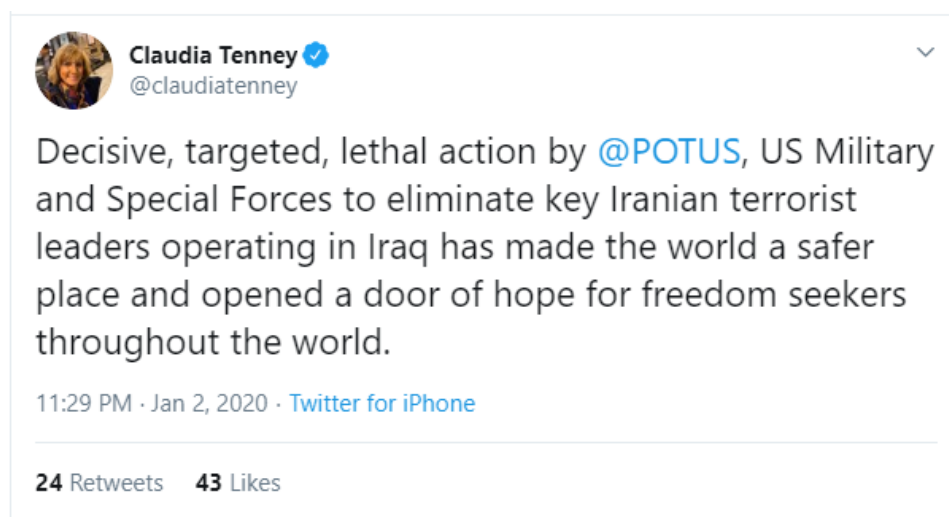 Claudia Tenney
@claudiatenney
Decisive, targeted, lethal action by @POTUS, US Military
and Special Forces to eliminate key Iranian terrorist
leaders operating in Iraq has made the world a safer
place and opened a door of hope for freedom seekers
throughout the world.
11:29 PM · Jan 2, 2020 · Twitter for iPhone
24 Retweets 43 Likes